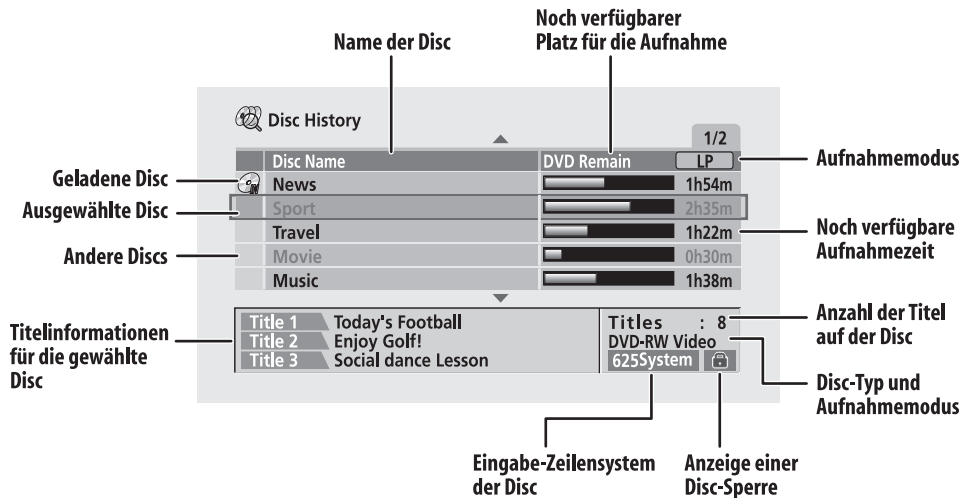 Noch verfügbarer
Platz für die Aufnahme
Name der Disc
Disc History
1/2
Disc Name DVD Remain LP
Aufnahmemodus
Geladene Disc
News 1h54m
Ausgewählte Disc
Sport 2h35m
Travel 1h22m
Noch verfügbare
Aufnahmezeit
Andere Discs
Movie 0h30m
Music 1h38m
Titelinformationen
für die gewählte
Disc
Title 1 Today's Football
Title 2 Enjoy Golf!
Title 3 Social dance Lesson
Titles : 8
DVD-RW Video
625System
Anzahl der Titel
auf der Disc
Disc-Typ und
Aufnahmemodus
Eingabe-Zeilensystem
der Disc
Anzeige einer
Disc-Sperre